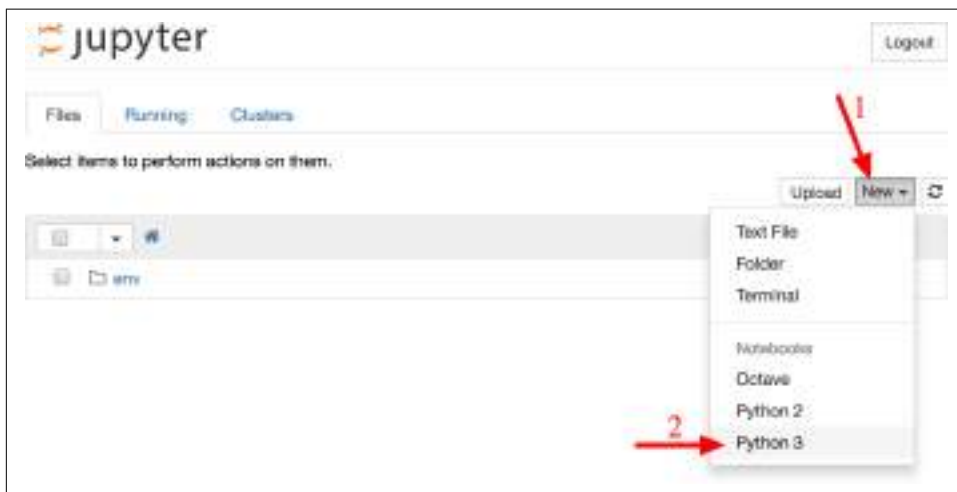 jupyter
Logout
Files Running Clusters
1
Select items to perform actions on them.
Upload New
env
Text File
Folder
Terminal
Notebooks
Octave
Python 2
2 Python 3